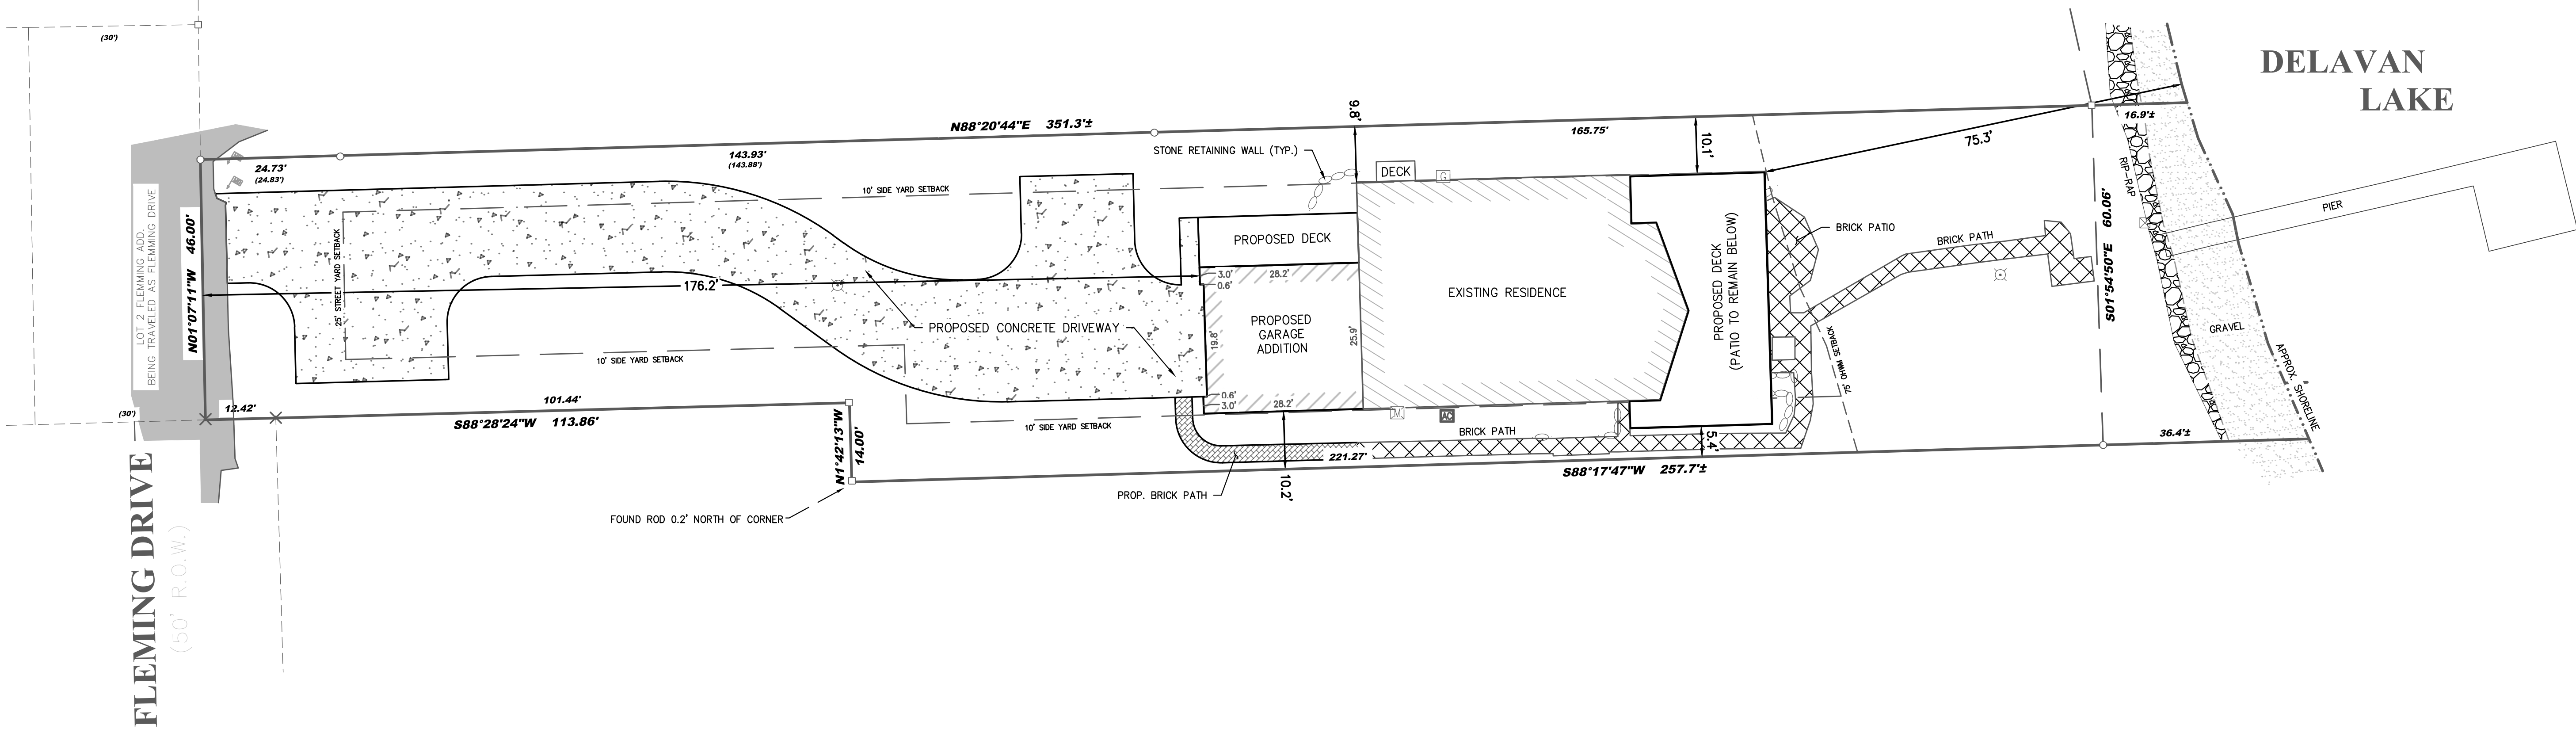 (30')
DELAVAN
LAKE
N88°20'44"E 351.3'±
9.8'
165.75'
10.1'
16.9'±
75.3'
24.73'
(24.83')
143.93'
(143.88')
STONE RETAINING WALL (TYP.)
DECK
G
RIP-RAP
10' SIDE YARD SETBACK
LOT 2 FLEMING ADD.
BEING TRAVELED AS FLEMMING DRIVE
N01°07'11"W 46.00'
25' STREET YARD SETBACK
PROPOSED DECK
PROPOSED DECK
(PATIO TO REMAIN BELOW)
BRICK PATIO
BRICK PATH
PIER
3.0'
28.2'
0.6'
176.2'
EXISTING RESIDENCE
S01°54'50"E 60.06'
PROPOSED CONCRETE DRIVEWAY
PROPOSED
GARAGE
ADDITION
19.8'
25.9'
75' OHWM SETBACK
GRAVEL
APPROX. SHORELINE
10' SIDE YARD SETBACK
0.6'
3.0'
28.2'
M
AC
(30')
12.42'
101.44'
S88°28'24"W 113.86'
N1°42'13"W
14.00'
10' SIDE YARD SETBACK
BRICK PATH
5.4'
36.4'±
221.27'
S88°17'47"W 257.7'±
10.2'
PROP. BRICK PATH
FOUND ROD 0.2' NORTH OF CORNER
FLEMING DRIVE
(50' R.O.W.)